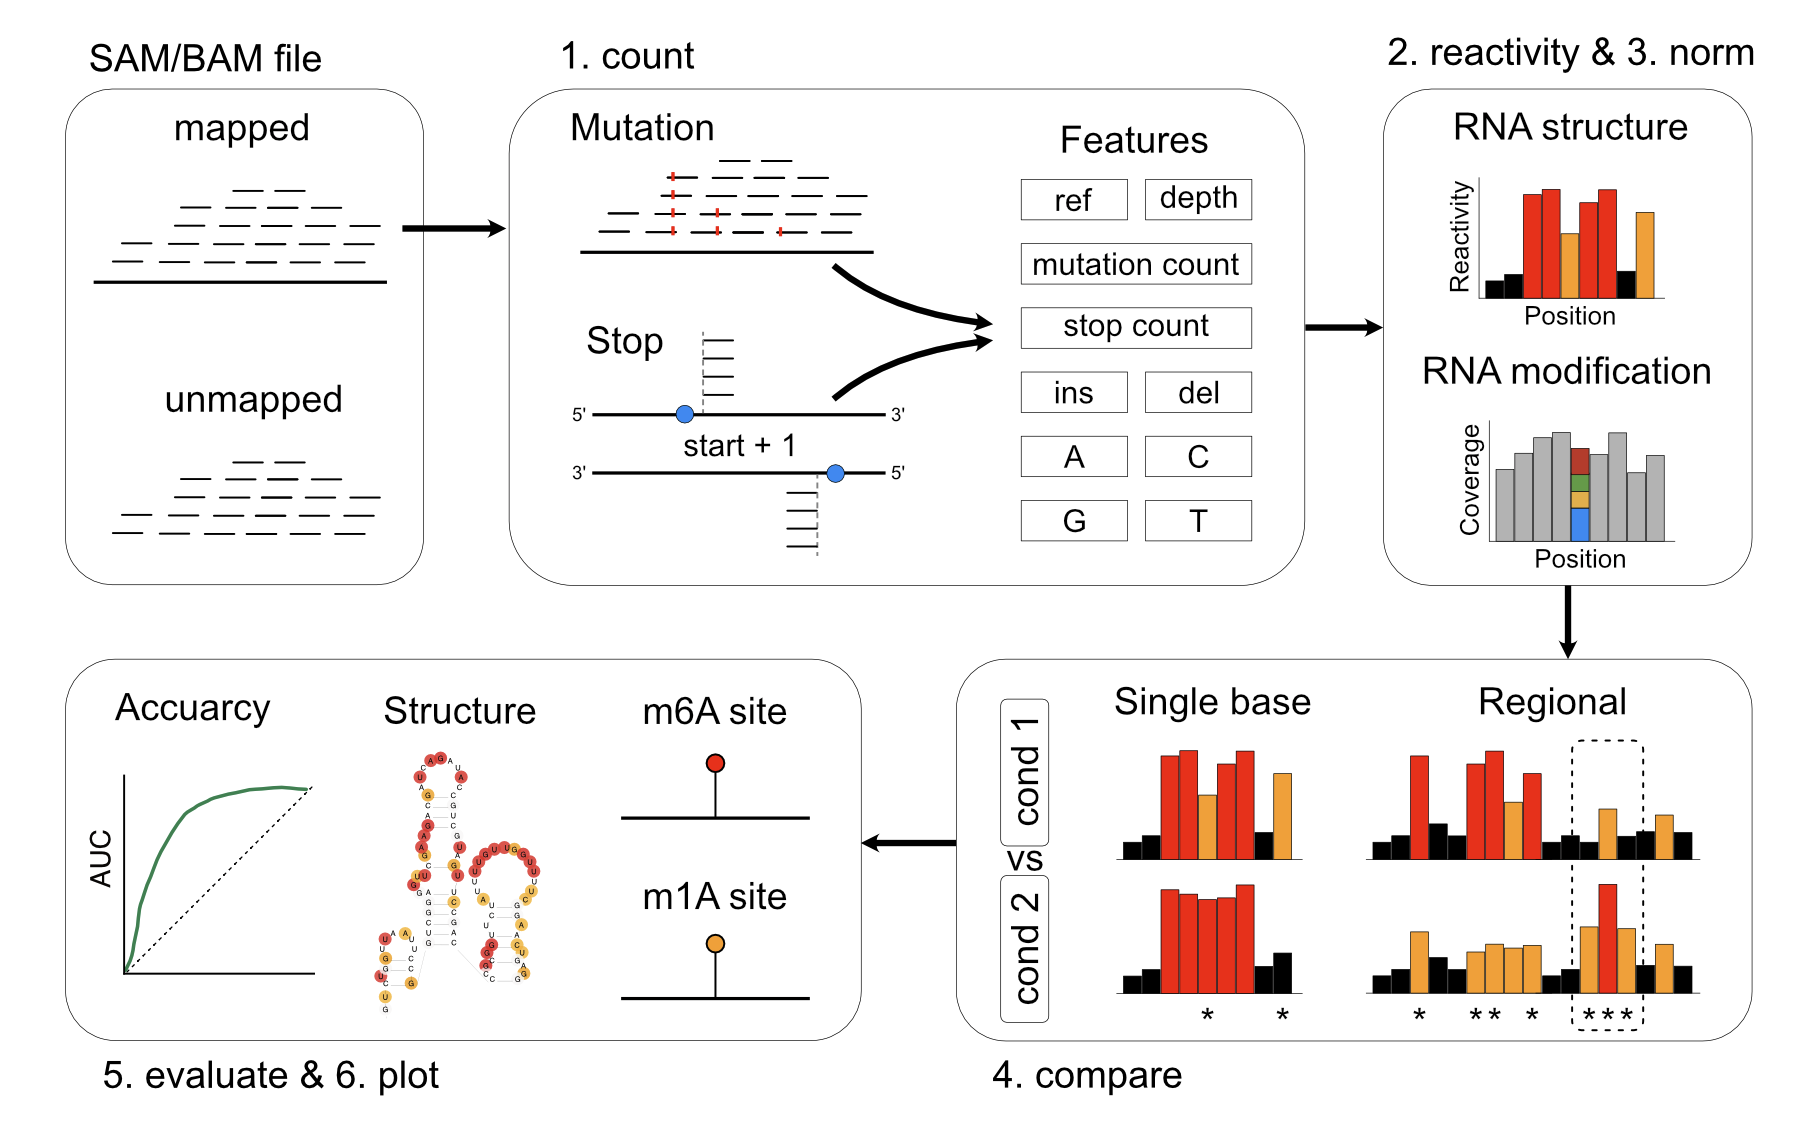 SAM/BAM file
mapped
unmapped
1. count
Mutation
Stop
5' 3'
start + 1
3' 5'
Features
ref depth
mutation count
stop count
ins del
A C
G T
2. reactivity & 3. norm
RNA structure
Reactivity
Position
RNA modification
Coverage
Position
Single base
Regional
cond 1
vs
cond 2
* *
* ** * ***
4. compare
Accuarcy
AUC
Structure
m6A site
m1A site
5. evaluate & 6. plot